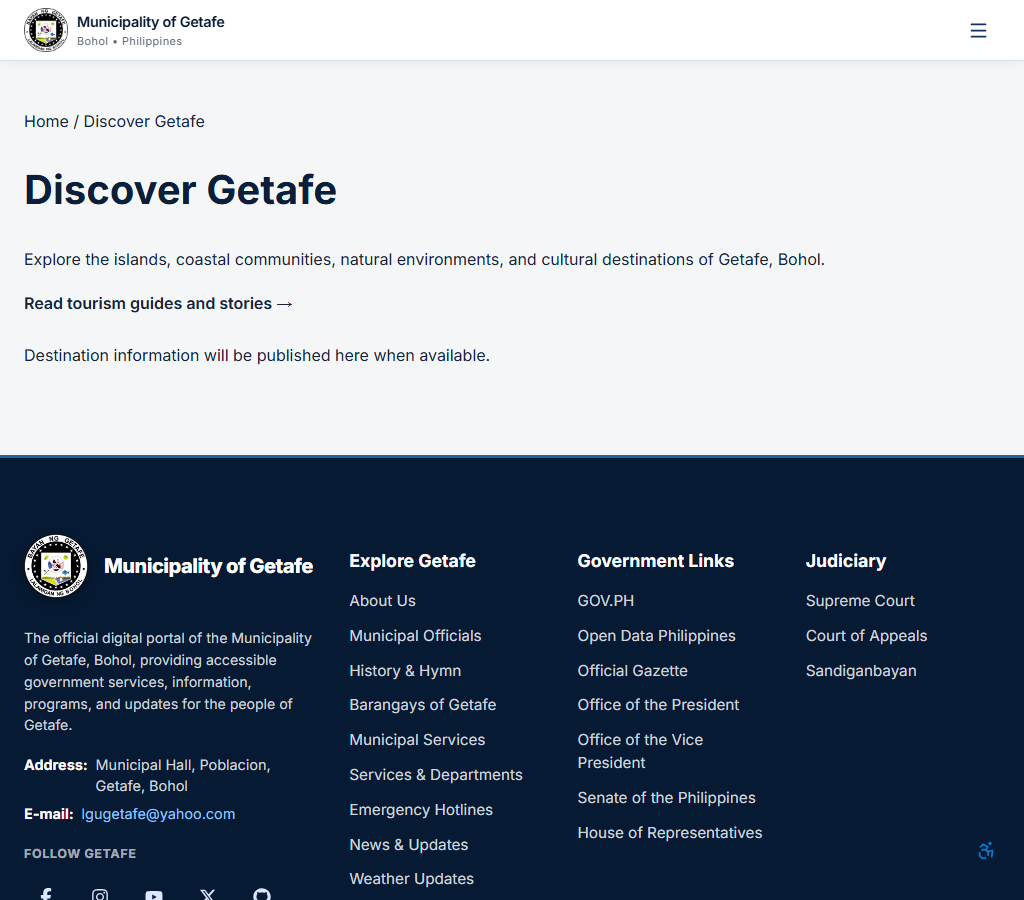 Municipality of Getafe
Bohol • Philippines
Home / Discover Getafe
Discover Getafe
Explore the islands, coastal communities, natural environments, and cultural destinations of Getafe, Bohol.
Read tourism guides and stories →
Destination information will be published here when available.
BAYAN NG GETAFE
LALAWIGAN NG BOHOL
Municipality of Getafe
The official digital portal of the Municipality
of Getafe, Bohol, providing accessible
government services, information,
programs, and updates for the people of
Getafe.
Address: Municipal Hall, Poblacion,
Getafe, Bohol
E-mail: lgugetafe@yahoo.com
FOLLOW GETAFE
Explore Getafe
About Us
Municipal Officials
History & Hymn
Barangays of Getafe
Municipal Services
Services & Departments
Emergency Hotlines
News & Updates
Weather Updates
Government Links
GOV.PH
Open Data Philippines
Official Gazette
Office of the President
Office of the Vice
President
Senate of the Philippines
House of Representatives
Judiciary
Supreme Court
Court of Appeals
Sandiganbayan